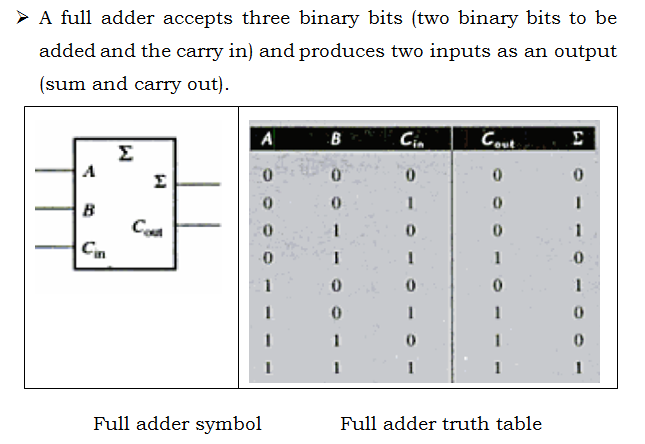 ➤ A full adder accepts three binary bits (two binary bits to be
added and the carry in) and produces two inputs as an output
(sum and carry out).
Σ
A Σ
B
Cout
Cin
A B Cin Cout Σ
0 0 0 0 0
0 0 1 0 1
0 1 0 0 1
0 1 1 1 0
1 0 0 0 1
1 0 1 1 0
1 1 0 1 0
1 1 1 1 1
Full adder symbol Full adder truth table